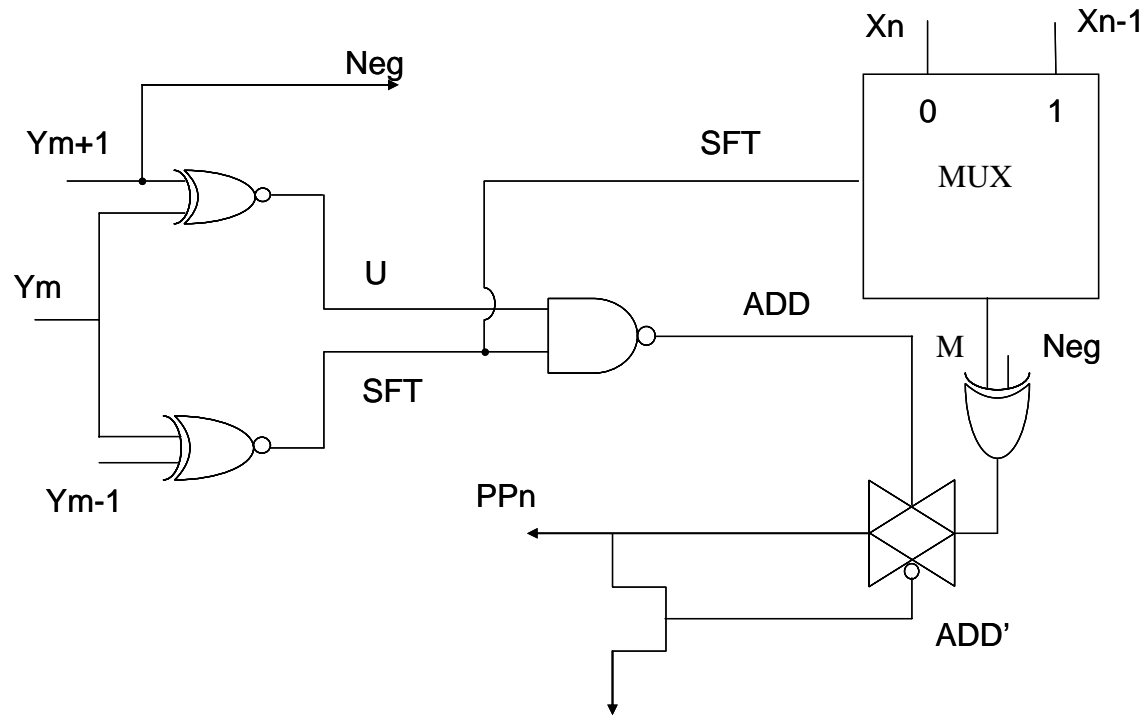 Xn
Xn-1
Neg
0
1
Ym+1
SFT
MUX
Ym
U
ADD
M
Neg
SFT
Ym-1
PPn
ADD’